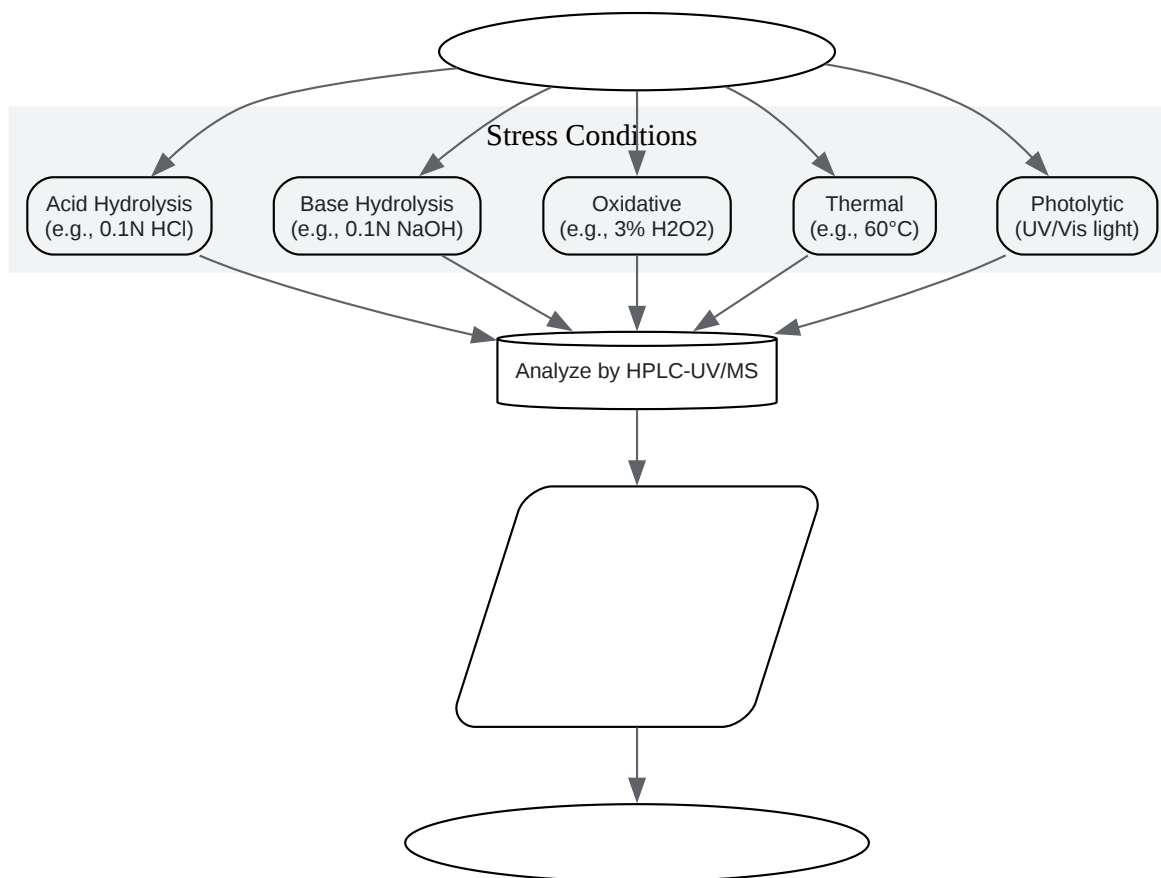 Stress Conditions
Acid Hydrolysis
(e.g., 0.1N HCl)
Base Hydrolysis
(e.g., 0.1N NaOH)
Oxidative
(e.g., 3% H2O2)
Thermal
(e.g., 60°C)
Photolytic
(UV/Vis light)
Analyze by HPLC-UV/MS